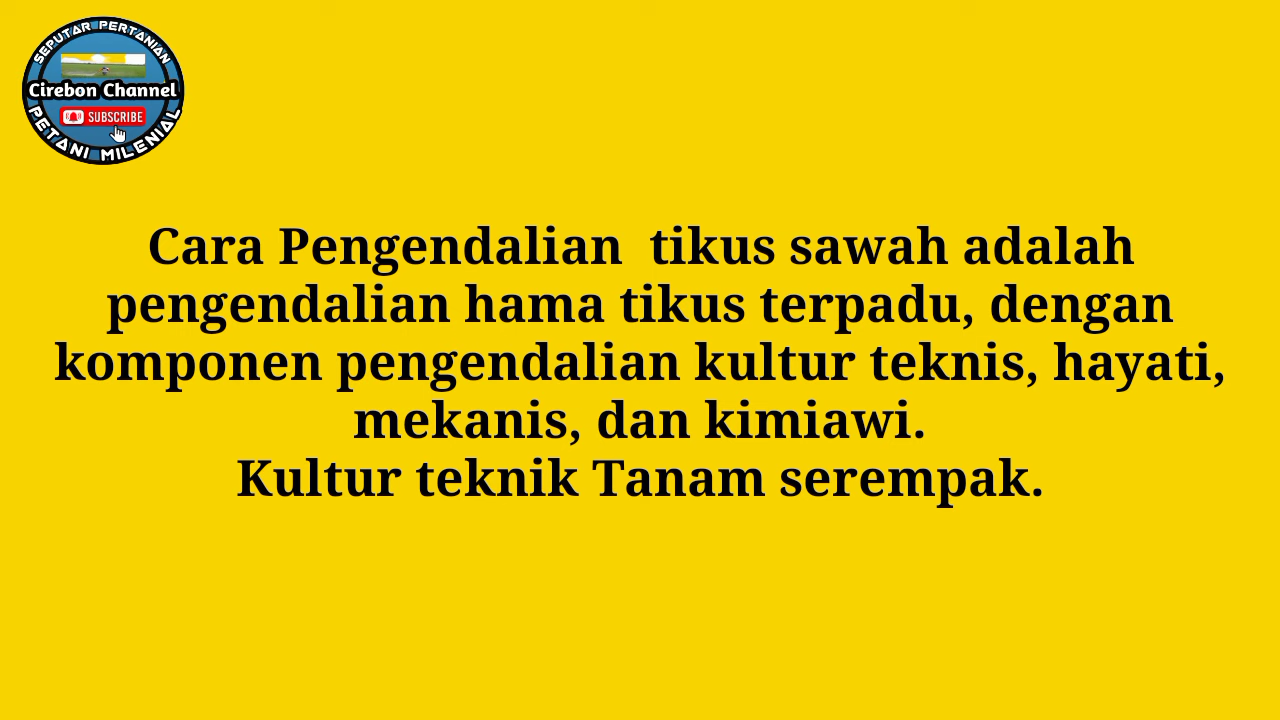 SEPUTAR PERTANIAN
Cirebon Channel
SUBSCRIBE
PETANI MILENIAL
Cara Pengendalian  tikus sawah adalah
pengendalian hama tikus terpadu, dengan
komponen pengendalian kultur teknis, hayati,
mekanis, dan kimiawi.
Kultur teknik Tanam serempak.